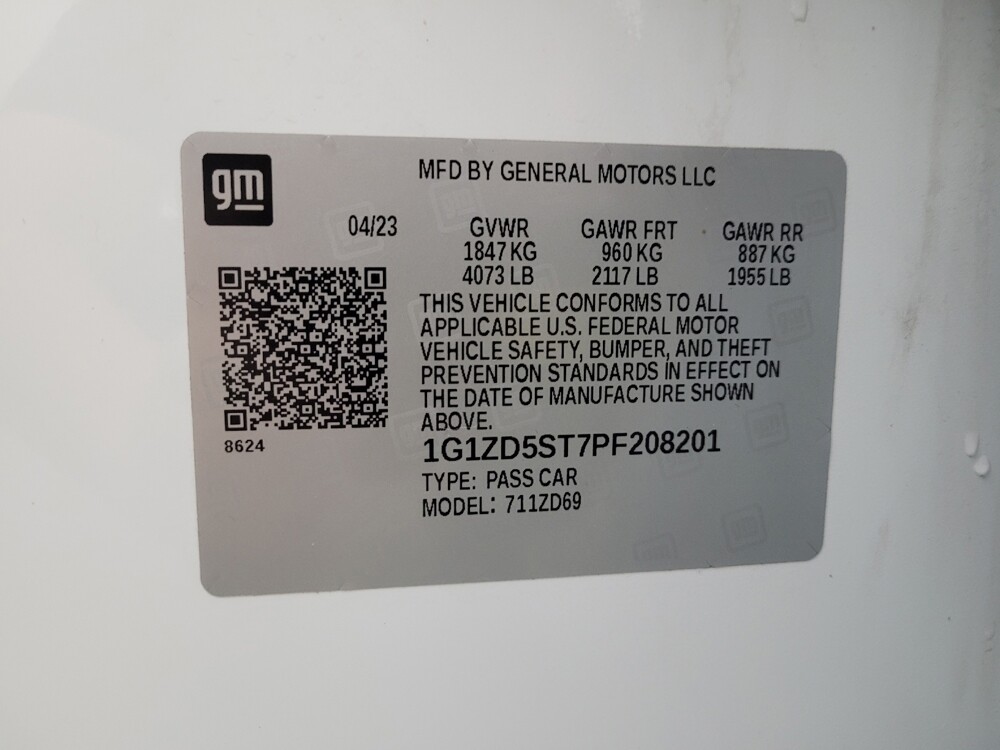 gm
MFD BY GENERAL MOTORS LLC
04/23 GVWR GAWR FRT GAWR RR
1847 KG 960 KG 887 KG
4073 LB 2117 LB 1955 LB
THIS VEHICLE CONFORMS TO ALL
APPLICABLE U.S. FEDERAL MOTOR
VEHICLE SAFETY, BUMPER, AND THEFT
PREVENTION STANDARDS IN EFFECT ON
THE DATE OF MANUFACTURE SHOWN
ABOVE.
8624
1G1ZD5ST7PF208201
TYPE: PASS CAR
MODEL: 711ZD69